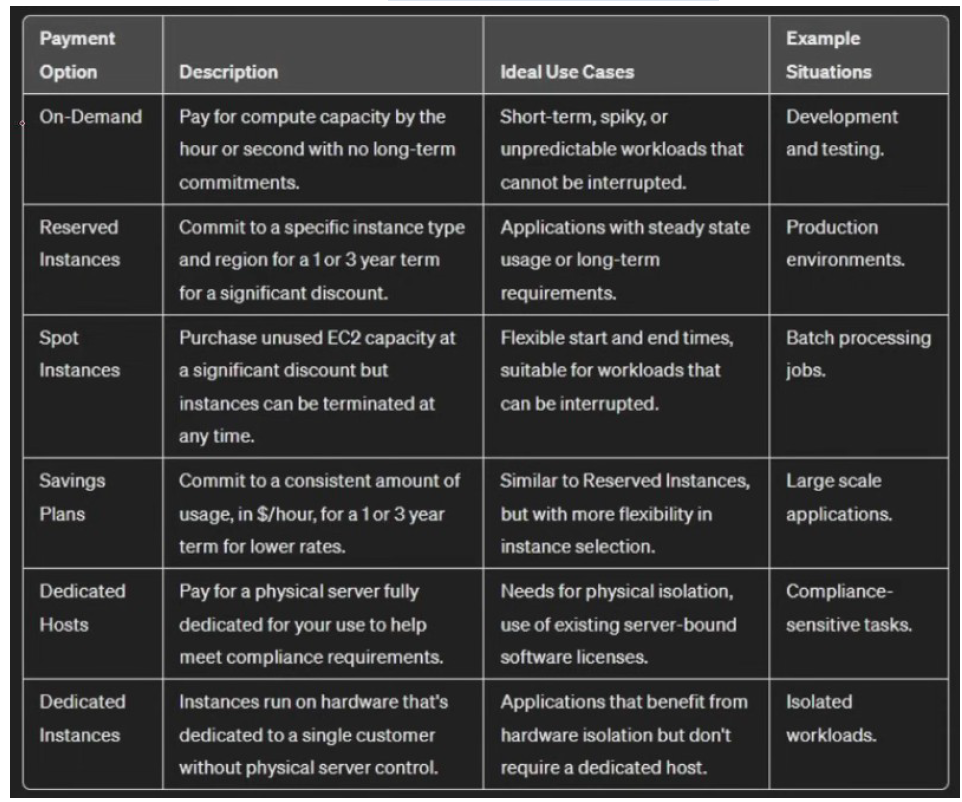 Payment
Option
Description
Ideal Use Cases
Example
Situations
On-Demand
Pay for compute capacity by the
hour or second with no long-term
commitments.
Short-term, spiky, or
unpredictable workloads that
cannot be interrupted.
Development
and testing.
Reserved
Instances
Commit to a specific instance type
and region for a 1 or 3 year term
for a significant discount.
Applications with steady state
usage or long-term
requirements.
Production
environments.
Spot
Instances
Purchase unused EC2 capacity at
a significant discount but
instances can be terminated at
any time.
Flexible start and end times,
suitable for workloads that
can be interrupted.
Batch processing
jobs.
Savings
Plans
Commit to a consistent amount of
usage, in $/hour, for a 1 or 3 year
term for lower rates.
Similar to Reserved Instances,
but with more flexibility in
instance selection.
Large scale
applications.
Dedicated
Hosts
Pay for a physical server fully
dedicated for your use to help
meet compliance requirements.
Needs for physical isolation,
use of existing server-bound
software licenses.
Compliance-
sensitive tasks.
Dedicated
Instances
Instances run on hardware that's
dedicated to a single customer
without physical server control.
Applications that benefit from
hardware isolation but don't
require a dedicated host.
Isolated
workloads.